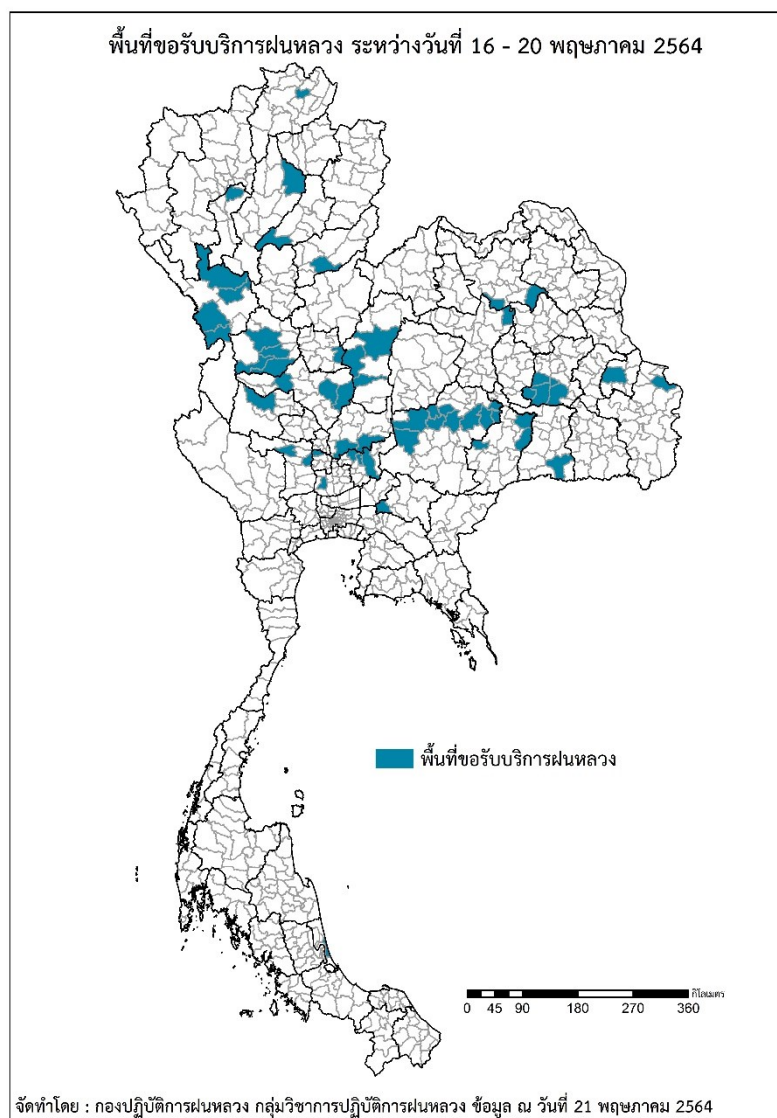 พื้นที่ขอรับบริการฝนหลวง ระหว่างวันที่ 16 - 20 พฤษภาคม 2564
พื้นที่ขอรับบริการฝนหลวง
กิโลเมตร
0 45 90 180 270 360
จัดทำโดย : กองปฏิบัติการฝนหลวง กลุ่มวิชาการปฏิบัติการฝนหลวง ข้อมูล ณ วันที่ 21 พฤษภาคม 2564